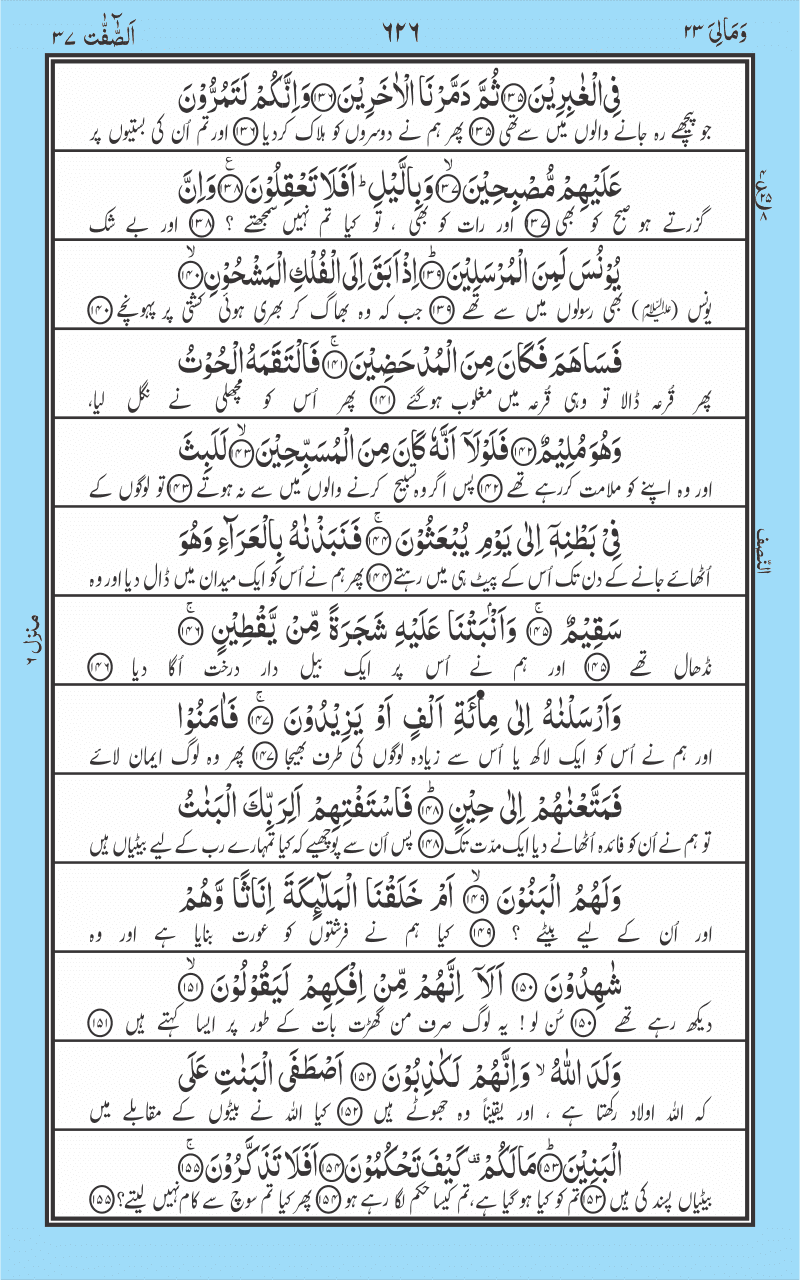 وَمَالِيَ ٢٣ ٦٢٦ اَلصّٰٓفّٰت ٣٧
فِي الْغٰبِرِيْنَ ۝١٣٥ ثُمَّ دَمَّرْنَا الْاٰخَرِيْنَ ۝١٣٦ وَاِنَّكُمْ لَتَمُرُّوْنَ
جو پیچھے رہ جانے والوں میں سےتھی ۝١٣٥ پھر ہم نے دوسروں کو ہلاک کردیا ۝١٣٦ اورتم اُن کی بستیوں پر
عَلَيْهِمْ مُّصْبِحِيْنَ ۝١٣٧ۙ وَبِالَّيْلِ ؕ اَفَلَا تَعْقِلُوْنَ ۝١٣٨ۧ وَاِنَّ
گزرتے ہو صبح کو بھی ۝١٣٧ اور رات کو بھی ، تو کیا تم نہیں سمجھتے ؟ ۝١٣٨ اور بے شک
يُوْنُسَ لَمِنَ الْمُرْسَلِيْنَ ۝١٣٩ؕ اِذْ اَبَقَ اِلَى الْفُلْكِ الْمَشْحُوْنِ ۝١٤٠ۙ
یونس (علیہ السلام) بھی رسولوں میں سے تھے ۝١٣٩ جب کہ وہ بھاگ کر بھری ہوئی کشتی پر پہونچے ۝١٤٠
فَسَاهَمَ فَكَانَ مِنَ الْمُدْحَضِيْنَ ۝١٤١ۚ فَالْتَقَمَهُ الْحُوْتُ
پھر قُرعہ ڈالا تو وہی قُرعہ میں مغلوب ہوگئے ۝١٤١ پھر اُس کو مچھلی نے نگل لیا،
وَهُوَ مُلِيْمٌ ۝١٤٢ فَلَوْلَاۤ اَنَّهٗ كَانَ مِنَ الْمُسَبِّحِيْنَ ۝١٤٣ۙ لَلَبِثَ
اور وہ اپنے کو ملامت کررہے تھے ۝١٤٢ پس اگر وہ تسبیح کرنے والوں میں سے نہ ہوتے ۝١٤٣ تو لوگوں کے
فِيْ بَطْنِهٖۤ اِلٰى يَوْمِ يُبْعَثُوْنَ ۝١٤٤ۚ فَنَبَذْنٰهُ بِالْعَرَآءِ وَهُوَ
اُٹھائے جانے کے دن تک اُس کے پیٹ ہی میں رہتے ۝١٤٤ پھر ہم نے اُس کو ایک میدان میں ڈال دیا اور وہ
سَقِيْمٌ ۝١٤٥ۚ وَاَنْۢبَتْنَا عَلَيْهِ شَجَرَةً مِّنْ يَّقْطِيْنٍ ۝١٤٦ۚ
نڈھال تھے ۝١٤٥ اور ہم نے اُس پر ایک بیل دار درخت اُگا دیا ۝١٤٦
وَاَرْسَلْنٰهُ اِلٰى مِائَةِ اَلْفٍ اَوْ يَزِيْدُوْنَ ۝١٤٧ۚ فَاٰمَنُوْا
اور ہم نے اُس کو ایک لاکھ یا اُس سے زیادہ لوگوں کی طرف بھیجا ۝١٤٧ پھر وہ لوگ ایمان لائے
فَمَتَّعْنٰهُمْ اِلٰى حِيْنٍ ۝١٤٨ؕ فَاسْتَفْتِهِمْ اَلِرَبِّكَ الْبَنٰتُ
تو ہم نے اُن کو فائدہ اُٹھانے دیا ایک مدّت تک ۝١٤٨ پس اُن سے پوچھیے کہ کیا تمہارے رب کے لیے بیٹیاں ہیں
وَلَهُمُ الْبَنُوْنَ ۝١٤٩ۙ اَمْ خَلَقْنَا الْمَلٰٓئِكَةَ اِنَاثًا وَّهُمْ
اور اُن کے لیے بیٹے ؟ ۝١٤٩ کیا ہم نے فرشتوں کو عورت بنایا ہے اور وہ
شٰهِدُوْنَ ۝١٥٠ اَلَاۤ اِنَّهُمْ مِّنْ اِفْكِهِمْ لَيَقُوْلُوْنَ ۝١٥١ۙ
دیکھ رہے تھے ۝١٥٠ سُن لو! یہ لوگ صرف من گھڑت بات کے طور پر ایسا کہتے ہیں ۝١٥١
وَلَدَ اللّٰهُ ۙ وَاِنَّهُمْ لَكٰذِبُوْنَ ۝١٥٢ اَصْطَفَى الْبَنٰتِ عَلَى
کہ اللہ اولاد رکھتا ہے ، اور یقیناً وہ جھوٹے ہیں ۝١٥٢ کیا اللہ نے بیٹوں کے مقابلے میں
الْبَنِيْنَ ۝١٥٣ؕ مَا لَكُمْ ۫ كَيْفَ تَحْكُمُوْنَ ۝١٥٤ اَفَلَا تَذَكَّرُوْنَ ۝١٥٥ۚ
بیٹیاں پسند کی ہیں ۝١٥٣ تم کو کیا ہو گیا ہے،تم کیسا حکم لگا رہے ہو ۝١٥٤ پھر کیا تم سوچ سے کام نہیں لیتے؟ ۝١٥٥
النّصف
منزل ٦